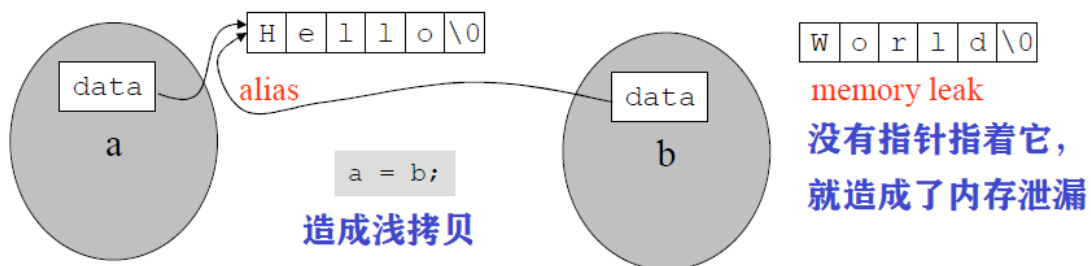 H e l l o \0
W o r l d \0
data
alias
data
memory leak
a
b
没有指针指着它，
a = b;
就造成了内存泄漏
造成浅拷贝